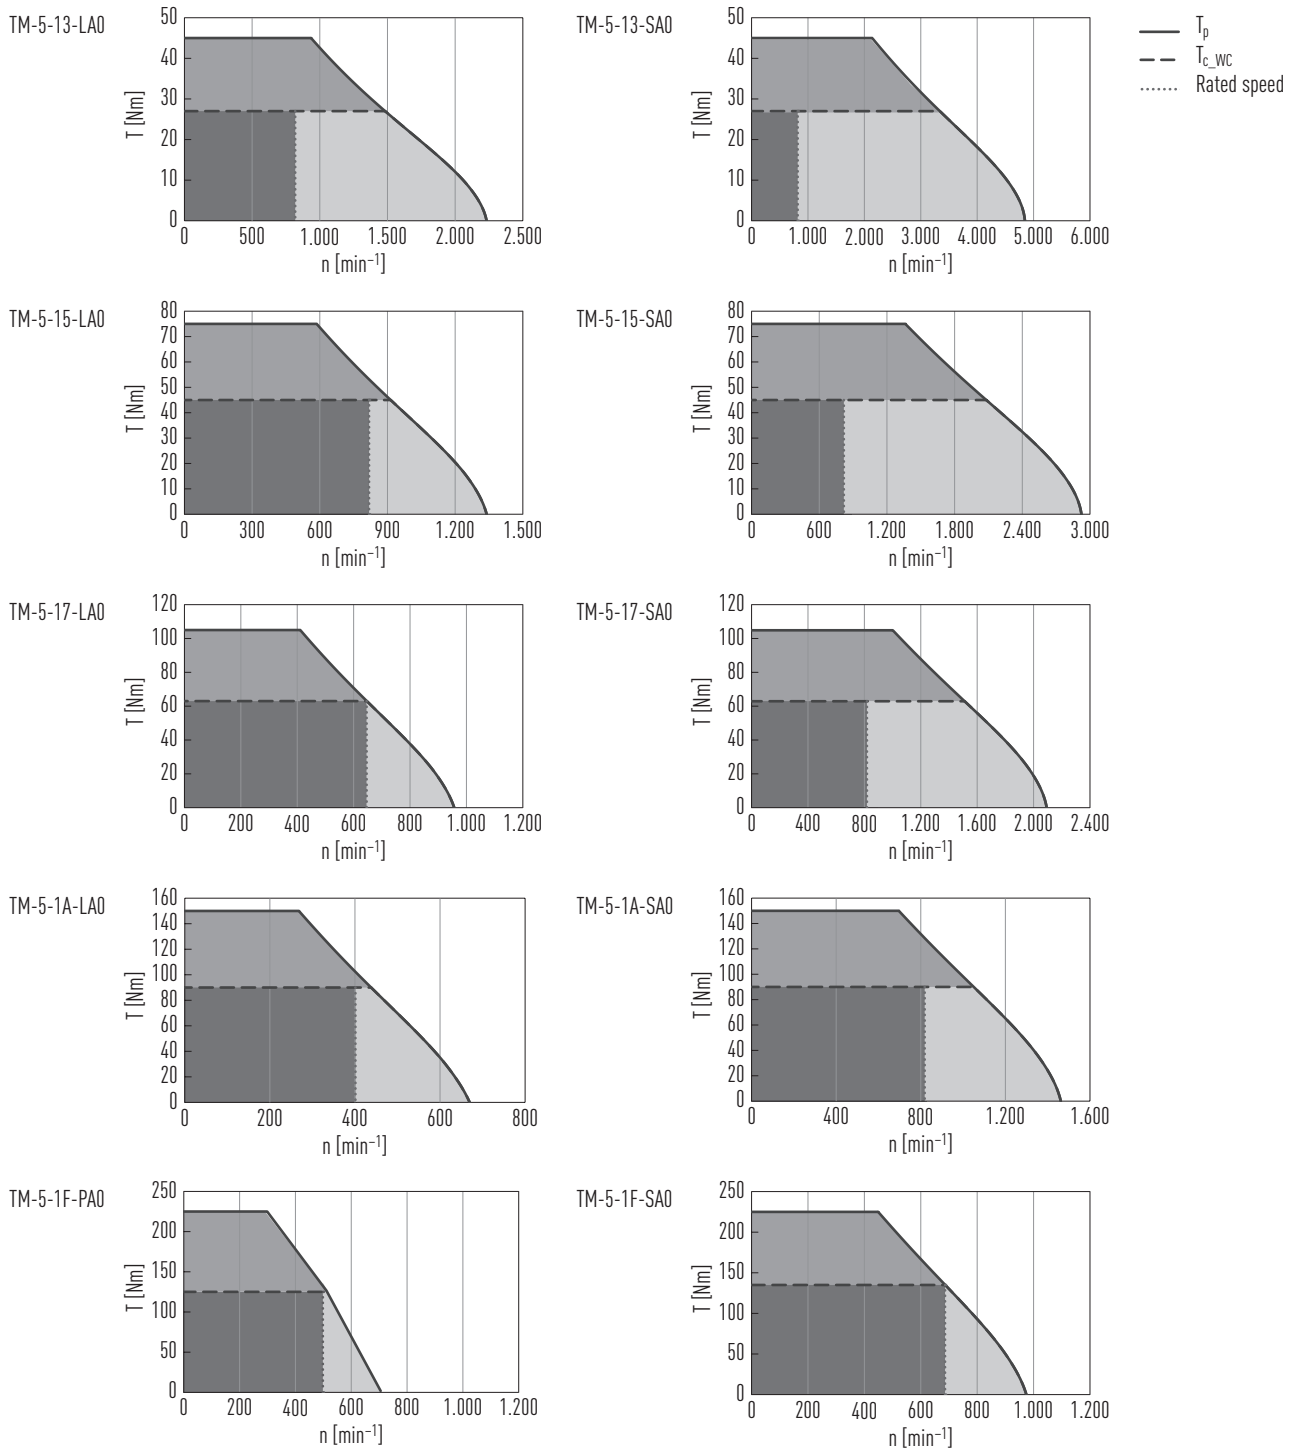 TM-5-13-LA0
T [Nm]
50
40
30
20
10
0
0 500 1.000 1.500 2.000 2.500
n [min⁻¹]
TM-5-13-SA0
T [Nm]
50
40
30
20
10
0
0 1.000 2.000 3.000 4.000 5.000 6.000
n [min⁻¹]
Tp
Tc_WC
Rated speed
TM-5-15-LA0
T [Nm]
80
70
60
50
40
30
20
10
0
0 300 600 900 1.200 1.500
n [min⁻¹]
TM-5-15-SA0
T [Nm]
80
70
60
50
40
30
20
10
0
0 600 1.200 1.800 2.400 3.000
n [min⁻¹]
TM-5-17-LA0
T [Nm]
120
100
80
60
40
20
0
0 200 400 600 800 1.000 1.200
n [min⁻¹]
TM-5-17-SA0
T [Nm]
120
100
80
60
40
20
0
0 400 800 1.200 1.600 2.000 2.400
n [min⁻¹]
TM-5-1A-LA0
T [Nm]
160
140
120
100
80
60
40
20
0
0 200 400 600 800
n [min⁻¹]
TM-5-1A-SA0
T [Nm]
160
140
120
100
80
60
40
20
0
0 400 800 1.200 1.600
n [min⁻¹]
TM-5-1F-PA0
T [Nm]
250
200
150
100
50
0
0 200 400 600 800 1.000 1.200
n [min⁻¹]
TM-5-1F-SA0
T [Nm]
250
200
150
100
50
0
0 200 400 600 800 1.000 1.200
n [min⁻¹]